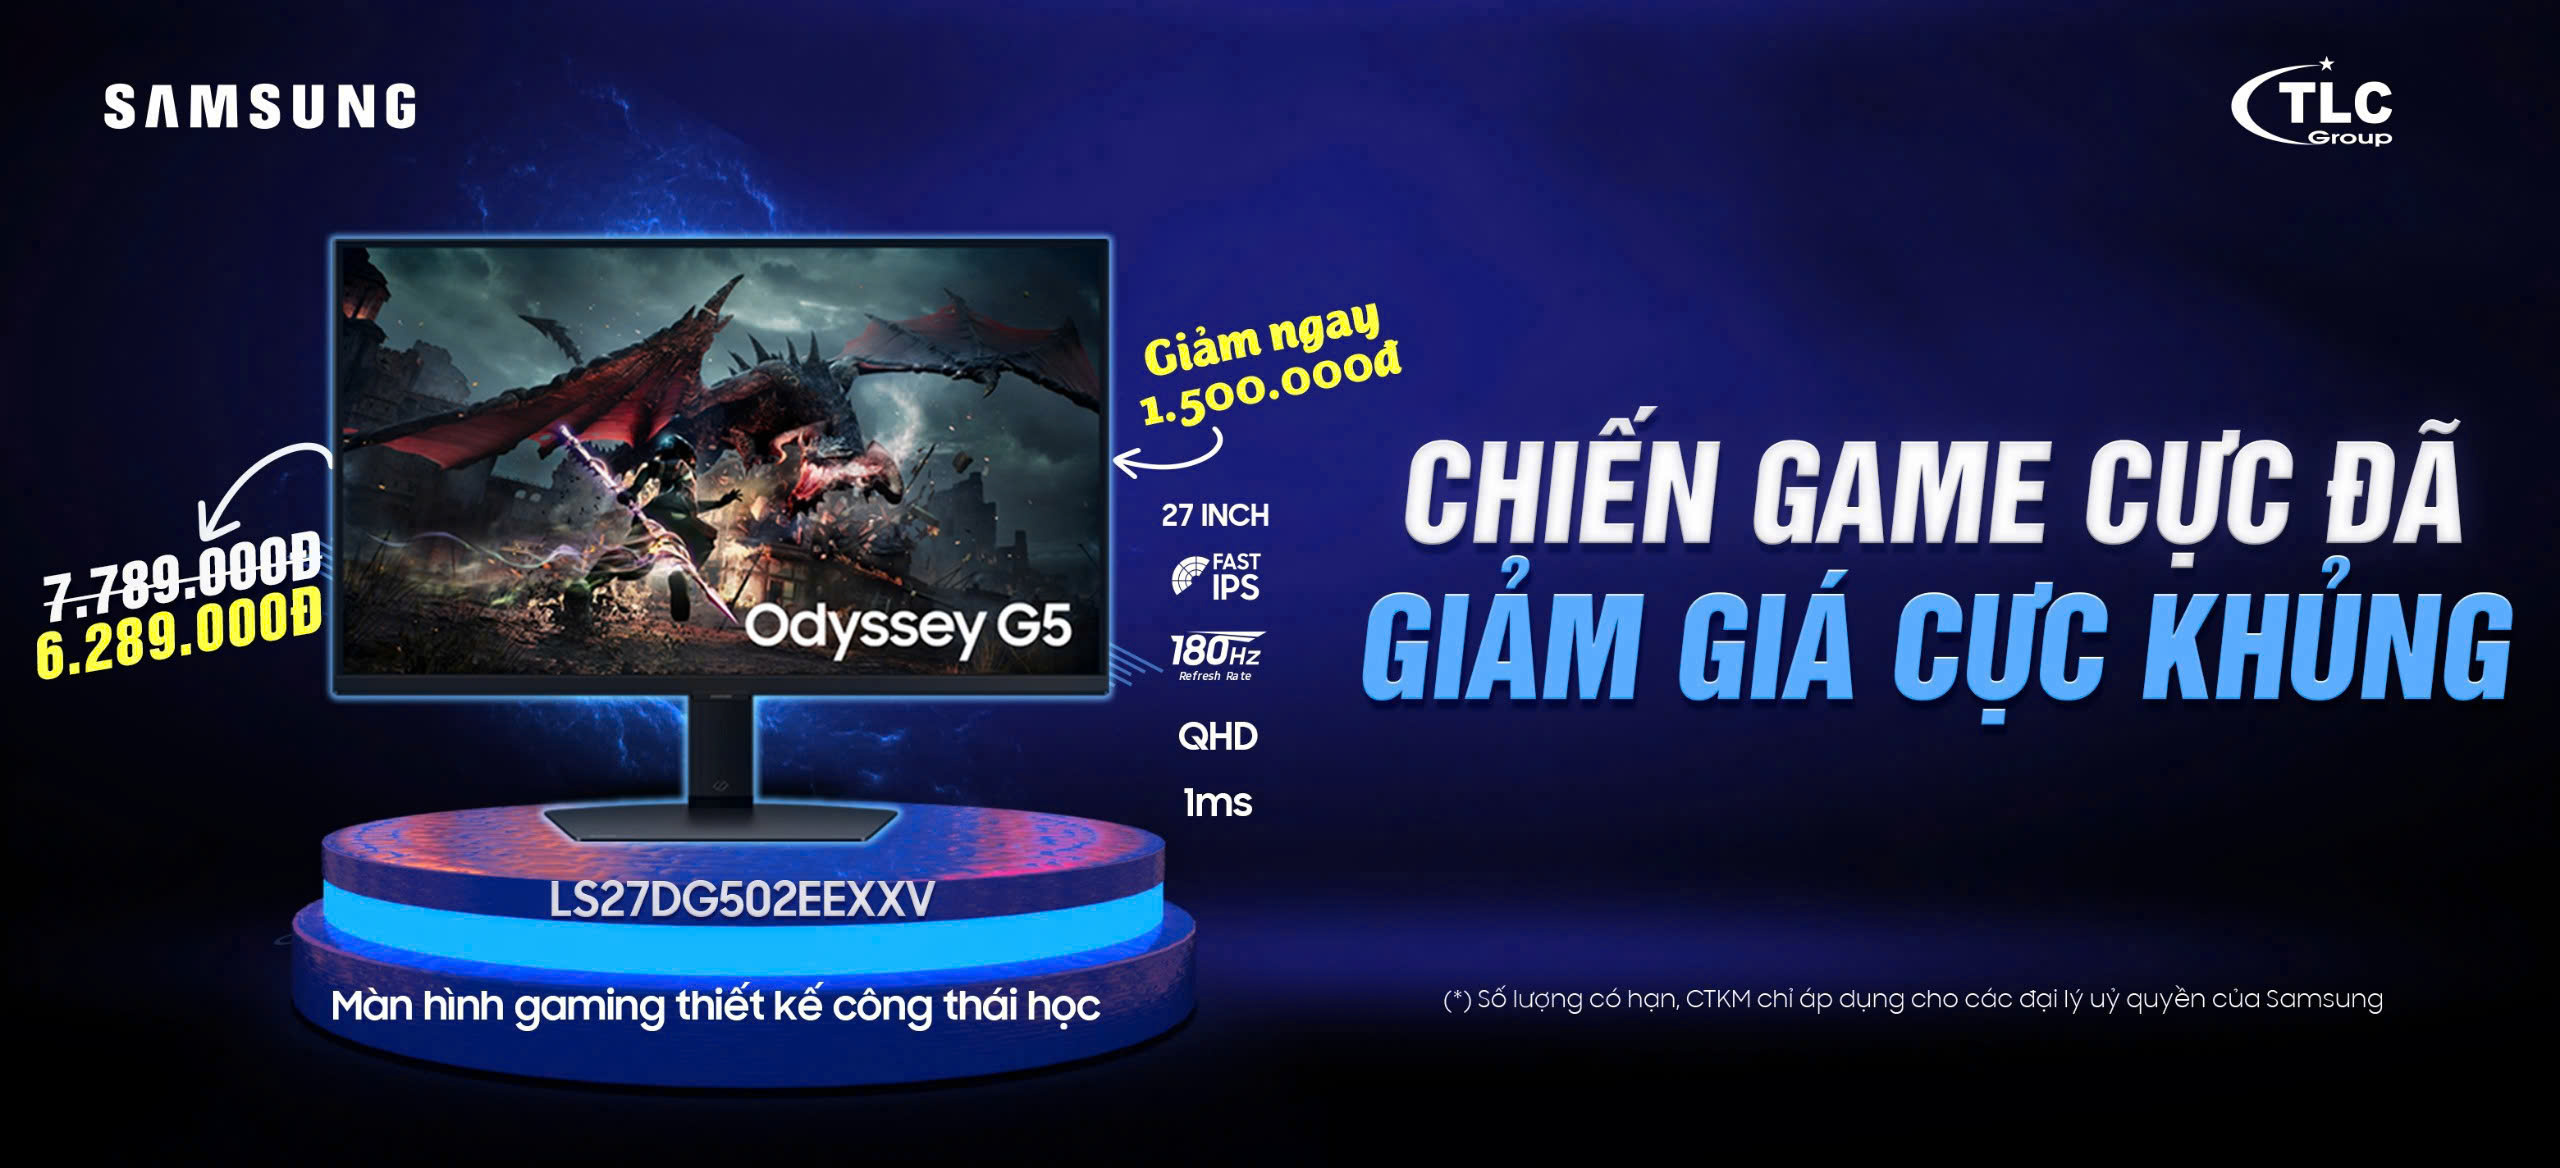 SAMSUNG
TLC
Group
Giảm ngay
1.500.000đ
7.789.000Đ
6.289.000Đ
Odyssey G5
27 INCH
FAST
IPS
180HZ
Refresh Rate
QHD
1ms
CHIẾN GAME CỰC ĐÃ
GIẢM GIÁ CỰC KHỦNG
LS27DG502EEXXV
Màn hình gaming thiết kế công thái học
(*) Số lượng có hạn, CTKM chỉ áp dụng cho các đại lý uỷ quyền của Samsung